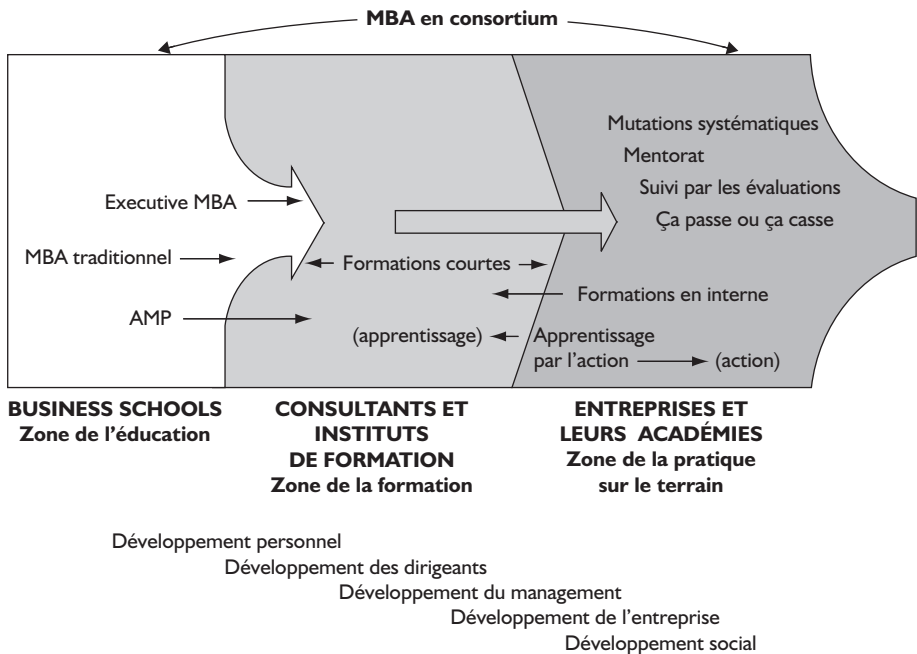 MBA en consortium
Mutations systématiques
Mentorat
Suivi par les évaluations
Executive MBA
Ça passe ou ça casse
MBA traditionnel
Formations courtes
Formations en interne
AMP
(apprentissage)
Apprentissage
par l'action
(action)
BUSINESS SCHOOLS
Zone de l'éducation
CONSULTANTS ET
INSTITUTS
DE FORMATION
Zone de la formation
ENTREPRISES ET
LEURS ACADÉMIES
Zone de la pratique
sur le terrain
Développement personnel
Développement des dirigeants
Développement du management
Développement de l'entreprise
Développement social